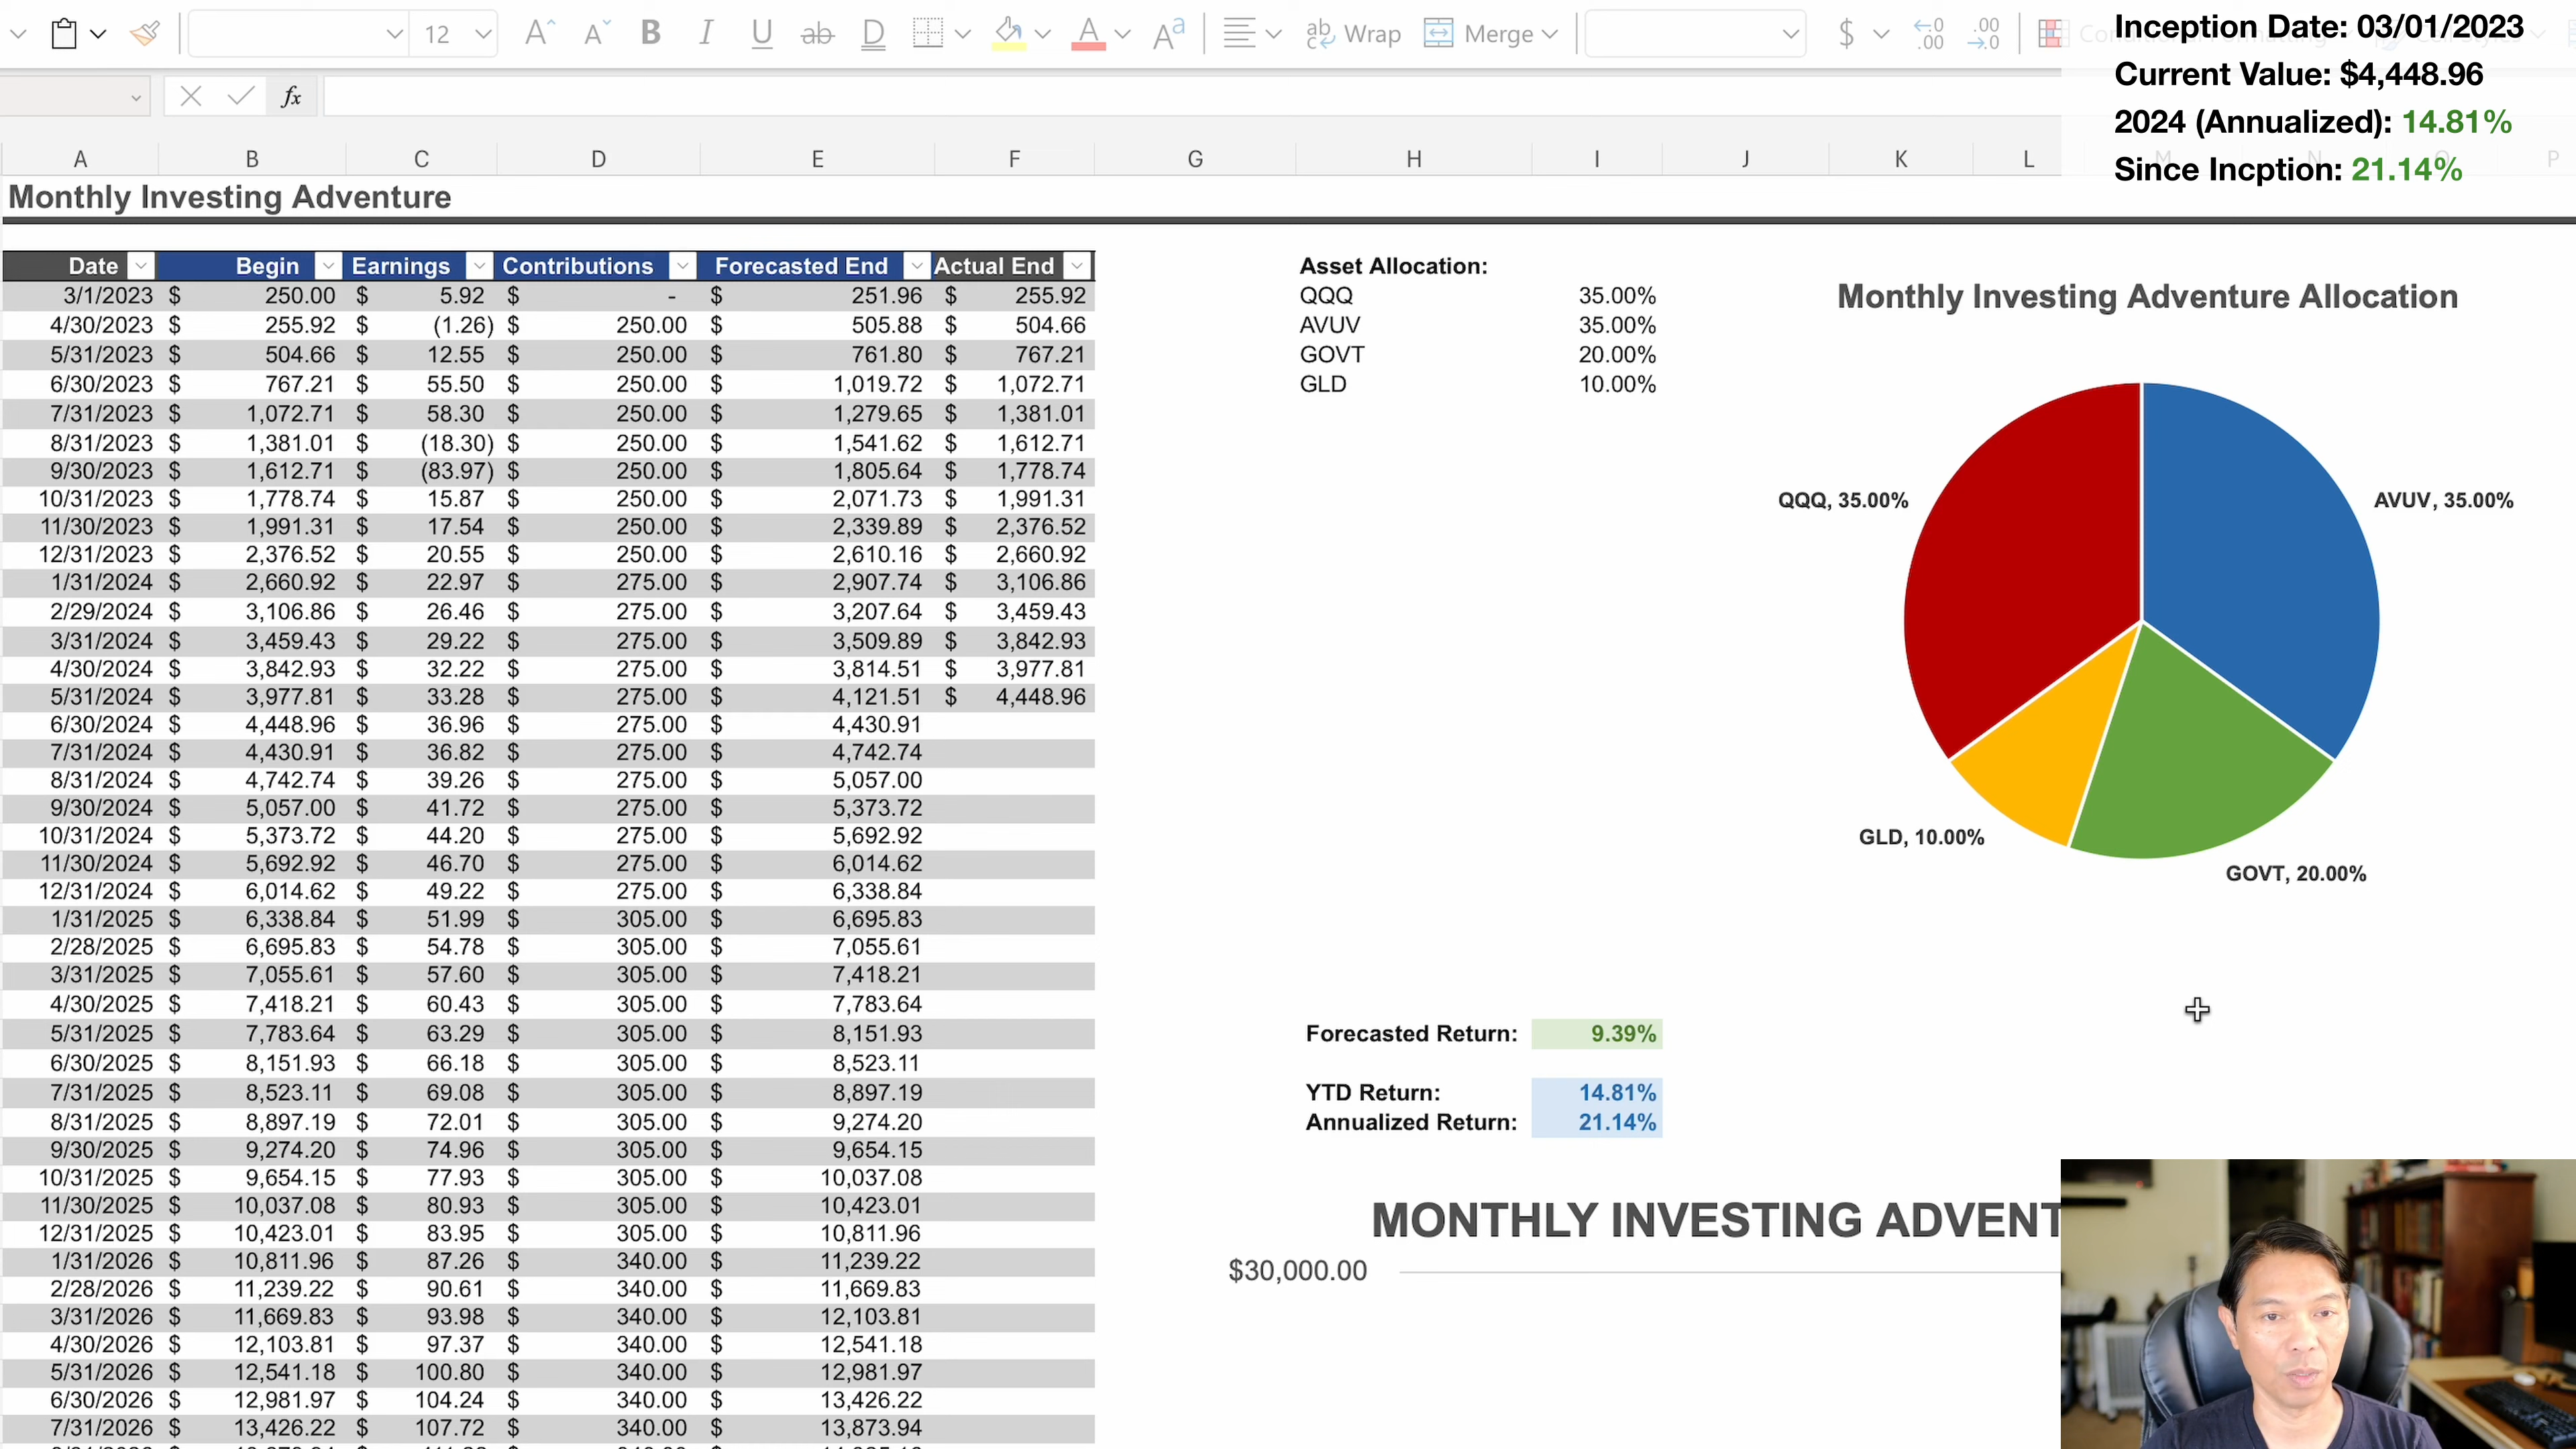 12
Wrap
Merge
$
Inception Date: 03/01/2023
Current Value: $4,448.96
2024 (Annualized): 14.81%
Since Incption: 21.14%
fx
A B C D E F G H I J K L
Monthly Investing Adventure
Date Begin Earnings Contributions Forecasted End Actual End
3/1/2023 $ 250.00 $ 5.92 $ - $ 251.96 $ 255.92
4/30/2023 $ 255.92 $ (1.26) $ 250.00 $ 505.88 $ 504.66
5/31/2023 $ 504.66 $ 12.55 $ 250.00 $ 761.80 $ 767.21
6/30/2023 $ 767.21 $ 55.50 $ 250.00 $ 1,019.72 $ 1,072.71
7/31/2023 $ 1,072.71 $ 58.30 $ 250.00 $ 1,279.65 $ 1,381.01
8/31/2023 $ 1,381.01 $ (18.30) $ 250.00 $ 1,541.62 $ 1,612.71
9/30/2023 $ 1,612.71 $ (83.97) $ 250.00 $ 1,805.64 $ 1,778.74
10/31/2023 $ 1,778.74 $ 15.87 $ 250.00 $ 2,071.73 $ 1,991.31
11/30/2023 $ 1,991.31 $ 17.54 $ 250.00 $ 2,339.89 $ 2,376.52
12/31/2023 $ 2,376.52 $ 20.55 $ 250.00 $ 2,610.16 $ 2,660.92
1/31/2024 $ 2,660.92 $ 22.97 $ 275.00 $ 2,907.74 $ 3,106.86
2/29/2024 $ 3,106.86 $ 26.46 $ 275.00 $ 3,207.64 $ 3,459.43
3/31/2024 $ 3,459.43 $ 29.22 $ 275.00 $ 3,509.89 $ 3,842.93
4/30/2024 $ 3,842.93 $ 32.22 $ 275.00 $ 3,814.51 $ 3,977.81
5/31/2024 $ 3,977.81 $ 33.28 $ 275.00 $ 4,121.51 $ 4,448.96
6/30/2024 $ 4,448.96 $ 36.96 $ 275.00 $ 4,430.91
7/31/2024 $ 4,430.91 $ 36.82 $ 275.00 $ 4,742.74
8/31/2024 $ 4,742.74 $ 39.26 $ 275.00 $ 5,057.00
9/30/2024 $ 5,057.00 $ 41.72 $ 275.00 $ 5,373.72
10/31/2024 $ 5,373.72 $ 44.20 $ 275.00 $ 5,692.92
11/30/2024 $ 5,692.92 $ 46.70 $ 275.00 $ 6,014.62
12/31/2024 $ 6,014.62 $ 49.22 $ 275.00 $ 6,338.84
1/31/2025 $ 6,338.84 $ 51.99 $ 305.00 $ 6,695.83
2/28/2025 $ 6,695.83 $ 54.78 $ 305.00 $ 7,055.61
3/31/2025 $ 7,055.61 $ 57.60 $ 305.00 $ 7,418.21
4/30/2025 $ 7,418.21 $ 60.43 $ 305.00 $ 7,783.64
5/31/2025 $ 7,783.64 $ 63.29 $ 305.00 $ 8,151.93
6/30/2025 $ 8,151.93 $ 66.18 $ 305.00 $ 8,523.11
7/31/2025 $ 8,523.11 $ 69.08 $ 305.00 $ 8,897.19
8/31/2025 $ 8,897.19 $ 72.01 $ 305.00 $ 9,274.20
9/30/2025 $ 9,274.20 $ 74.96 $ 305.00 $ 9,654.15
10/31/2025 $ 9,654.15 $ 77.93 $ 305.00 $ 10,037.08
11/30/2025 $ 10,037.08 $ 80.93 $ 305.00 $ 10,423.01
12/31/2025 $ 10,423.01 $ 83.95 $ 305.00 $ 10,811.96
1/31/2026 $ 10,811.96 $ 87.26 $ 340.00 $ 11,239.22
2/28/2026 $ 11,239.22 $ 90.61 $ 340.00 $ 11,669.83
3/31/2026 $ 11,669.83 $ 93.98 $ 340.00 $ 12,103.81
4/30/2026 $ 12,103.81 $ 97.37 $ 340.00 $ 12,541.18
5/31/2026 $ 12,541.18 $ 100.80 $ 340.00 $ 12,981.97
6/30/2026 $ 12,981.97 $ 104.24 $ 340.00 $ 13,426.22
7/31/2026 $ 13,426.22 $ 107.72 $ 340.00 $ 13,873.94
Asset Allocation:
QQQ 35.00%
AVUV 35.00%
GOVT 20.00%
GLD 10.00%
Monthly Investing Adventure Allocation
QQQ, 35.00%
AVUV, 35.00%
GLD, 10.00%
GOVT, 20.00%
Forecasted Return: 9.39%
YTD Return: 14.81%
Annualized Return: 21.14%
MONTHLY INVESTING ADVENT
$30,000.00